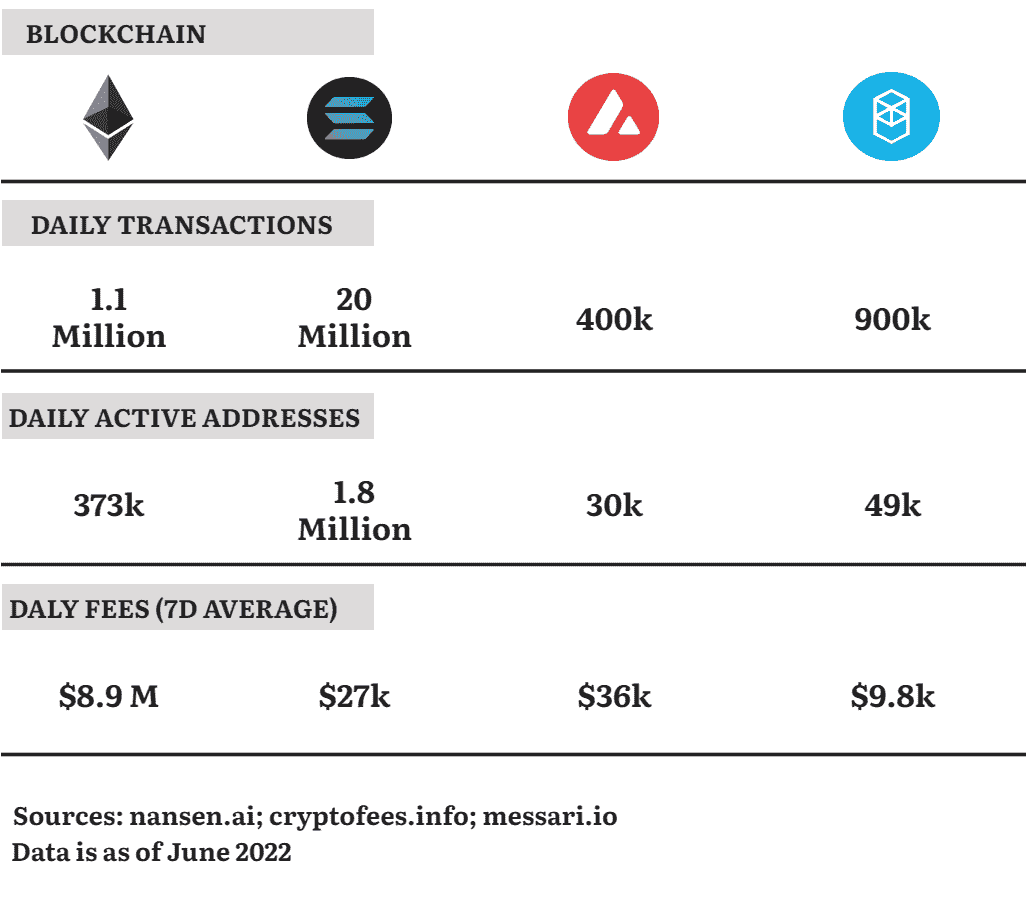 BLOCKCHAIN
DAILY TRANSACTIONS
1.1
Million
20
Million
400k
900k
DAILY ACTIVE ADDRESSES
373k
1.8
Million
30k
49k
DALY FEES (7D AVERAGE)
$8.9 M
$27k
$36k
$9.8k
Sources: nansen.ai; cryptofees.info; messari.io
Data is as of June 2022